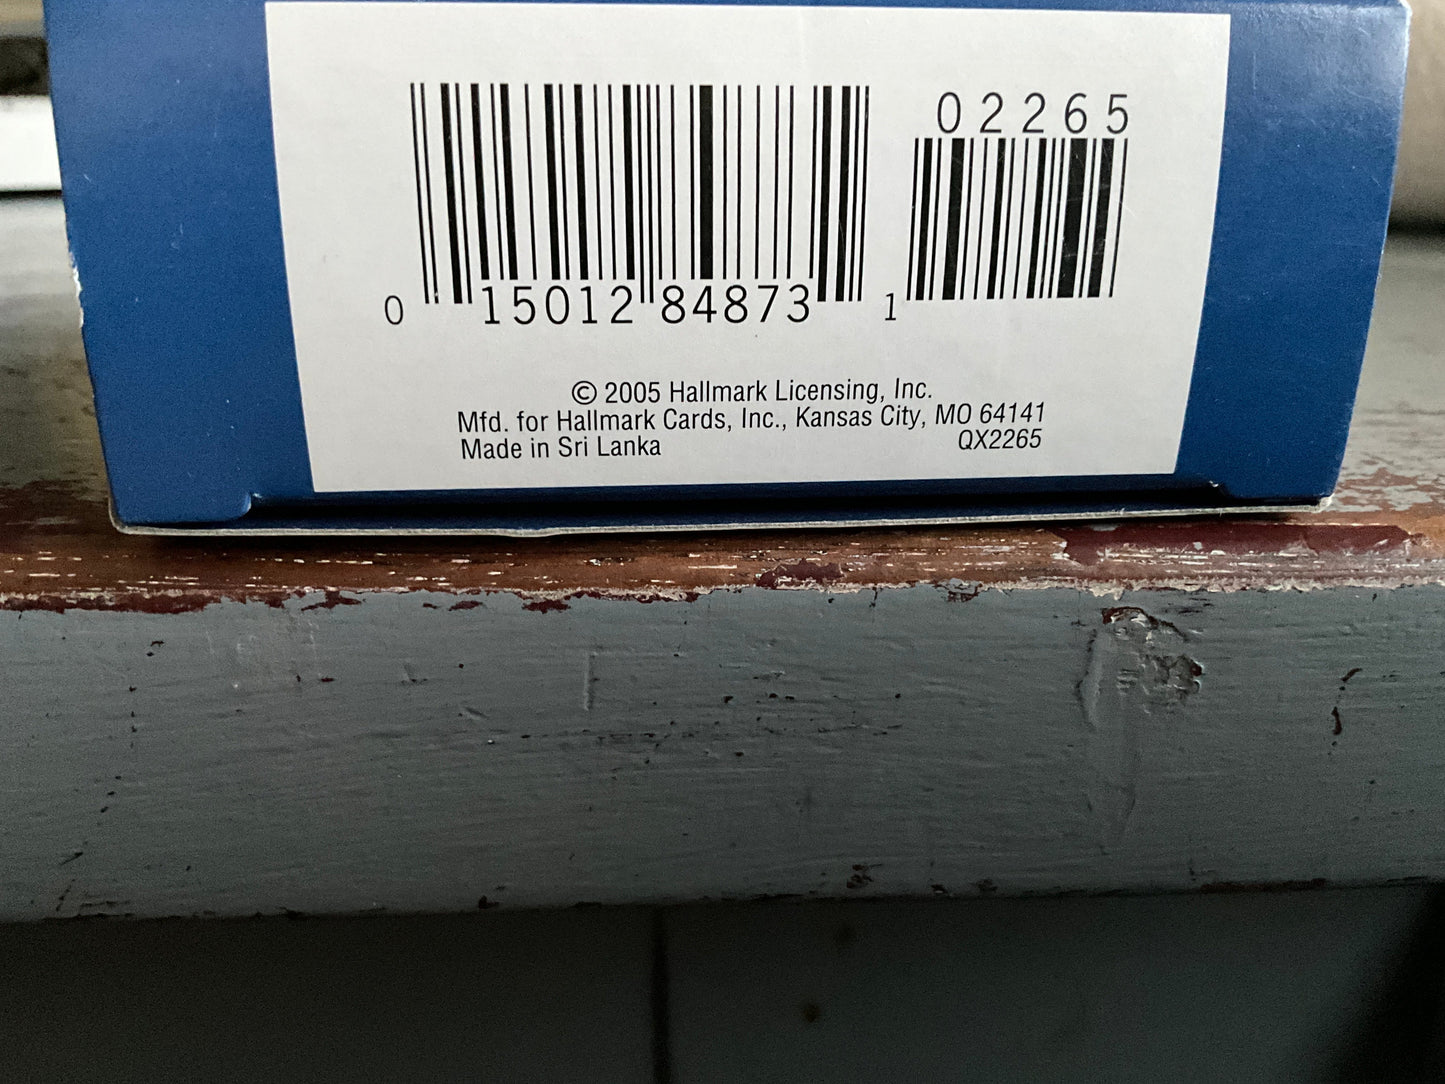 02265
0 15012 84873 1
© 2005 Hallmark Licensing, Inc.
Mfd. for Hallmark Cards, Inc., Kansas City, MO 64141
Made in Sri Lanka QX2265